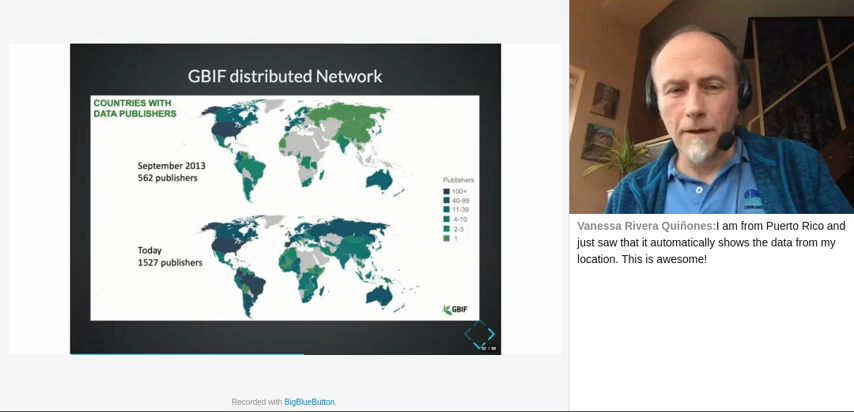 GBIF distributed Network
COUNTRIES WITH
DATA PUBLISHERS
September 2013
562 publishers
Publishers
100+
40-99
11-39
4-10
2-3
1
Today
1527 publishers
GBIF
Recorded with BigBlueButton.
Vanessa Rivera Quiñones:I am from Puerto Rico and
just saw that it automatically shows the data from my
location. This is awesome!